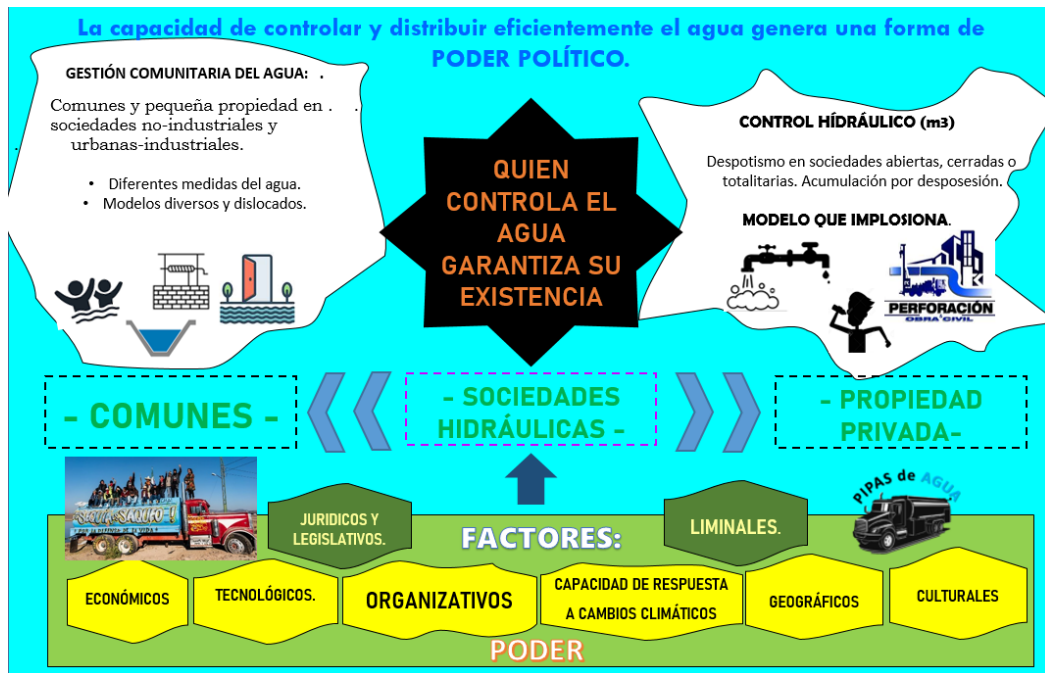 La capacidad de controlar y distribuir eficientemente el agua genera una forma de
PODER POLÍTICO.
GESTIÓN COMUNITARIA DEL AGUA: .
Comunes y pequeña propiedad en . .
sociedades no-industriales y
. urbanas-industriales.
• Diferentes medidas del agua.
• Modelos diversos y dislocados.
QUIEN
CONTROLA EL
AGUA
GARANTIZA SU
EXISTENCIA
CONTROL HÍDRÁULICO (m3)
Despotismo en sociedades abiertas, cerradas o
totalitarias. Acumulación por desposesión.
MODELO QUE IMPLOSIONA.
PERFORACIÓN
OBRA CIVIL
- COMUNES -
- SOCIEDADES
HIDRÁULICAS -
- PROPIEDAD
PRIVADA-
PIPAS de AGUA
JURIDICOS Y
LEGISLATIVOS.
FACTORES:
LIMINALES.
ECONÓMICOS
TECNOLÓGICOS.
ORGANIZATIVOS
CAPACIDAD DE RESPUESTA
A CAMBIOS CLIMÁTICOS
GEOGRÁFICOS
CULTURALES
PODER